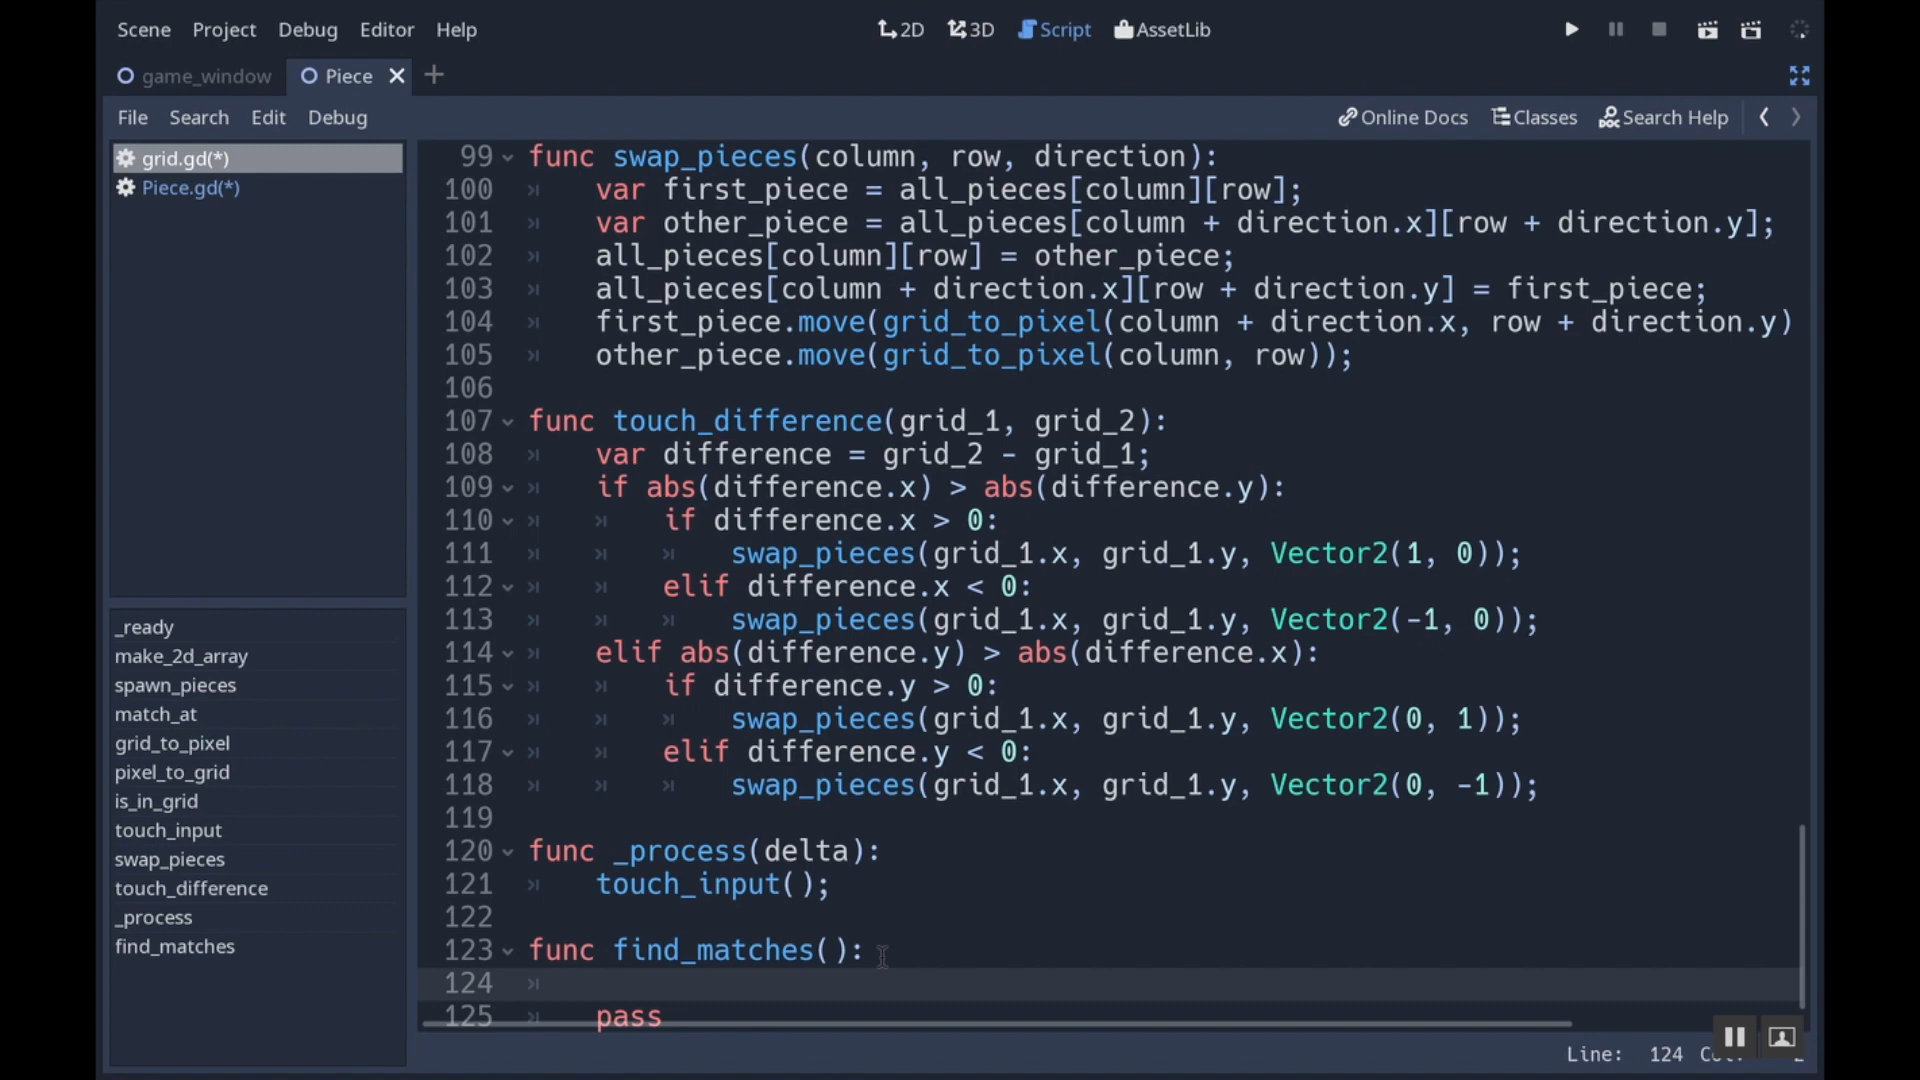 Scene Project Debug Editor Help 2D 3D Script AssetLib
game_window Piece
File Search Edit Debug Online Docs Classes Search Help
grid.gd(*)
Piece.gd(*)
_ready
make_2d_array
spawn_pieces
match_at
grid_to_pixel
pixel_to_grid
is_in_grid
touch_input
swap_pieces
touch_difference
_process
find_matches
99 func swap_pieces(column, row, direction):
100 var first_piece = all_pieces[column][row];
101 var other_piece = all_pieces[column + direction.x][row + direction.y];
102 all_pieces[column][row] = other_piece;
103 all_pieces[column + direction.x][row + direction.y] = first_piece;
104 first_piece.move(grid_to_pixel(column + direction.x, row + direction.y)
105 other_piece.move(grid_to_pixel(column, row));
106
107 func touch_difference(grid_1, grid_2):
108 var difference = grid_2 - grid_1;
109 if abs(difference.x) > abs(difference.y):
110 if difference.x > 0:
111 swap_pieces(grid_1.x, grid_1.y, Vector2(1, 0));
112 elif difference.x < 0:
113 swap_pieces(grid_1.x, grid_1.y, Vector2(-1, 0));
114 elif abs(difference.y) > abs(difference.x):
115 if difference.y > 0:
116 swap_pieces(grid_1.x, grid_1.y, Vector2(0, 1));
117 elif difference.y < 0:
118 swap_pieces(grid_1.x, grid_1.y, Vector2(0, -1));
119
120 func _process(delta):
121 touch_input();
122
123 func find_matches():
124
125 pass
Line: 124